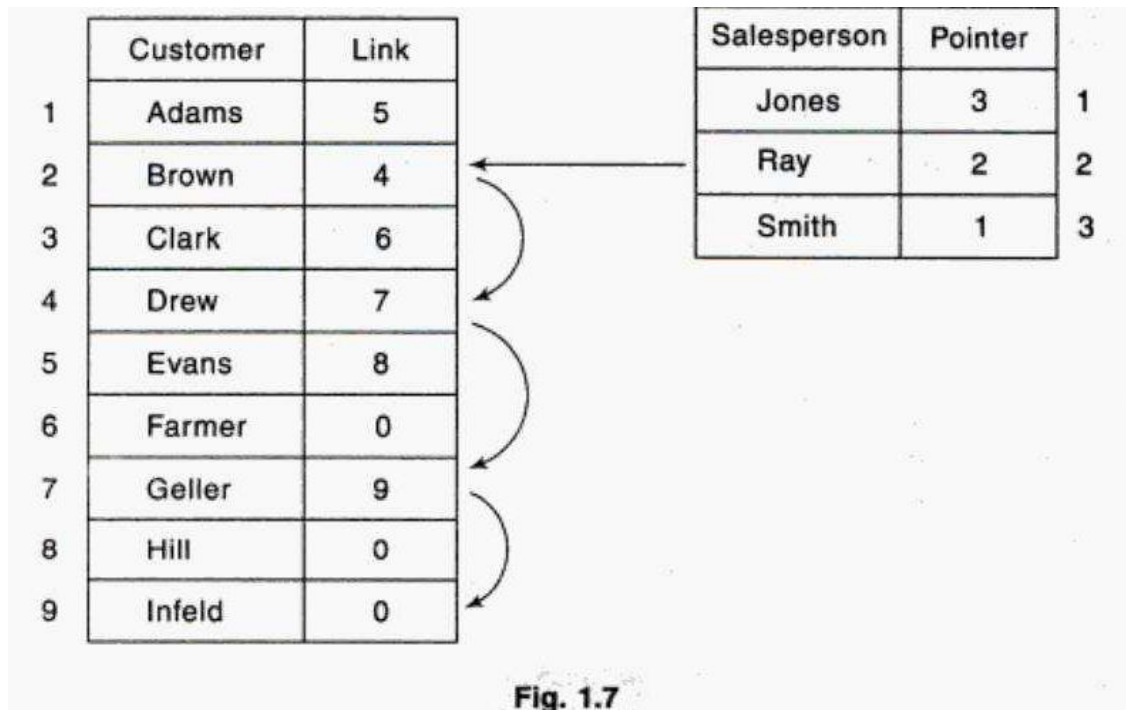 Customer Link
1 Adams 5
2 Brown 4
3 Clark 6
4 Drew 7
5 Evans 8
6 Farmer 0
7 Geller 9
8 Hill 0
9 Infeld 0
Salesperson Pointer
Jones 3 1
Ray 2 2
Smith 1 3
Fig. 1.7